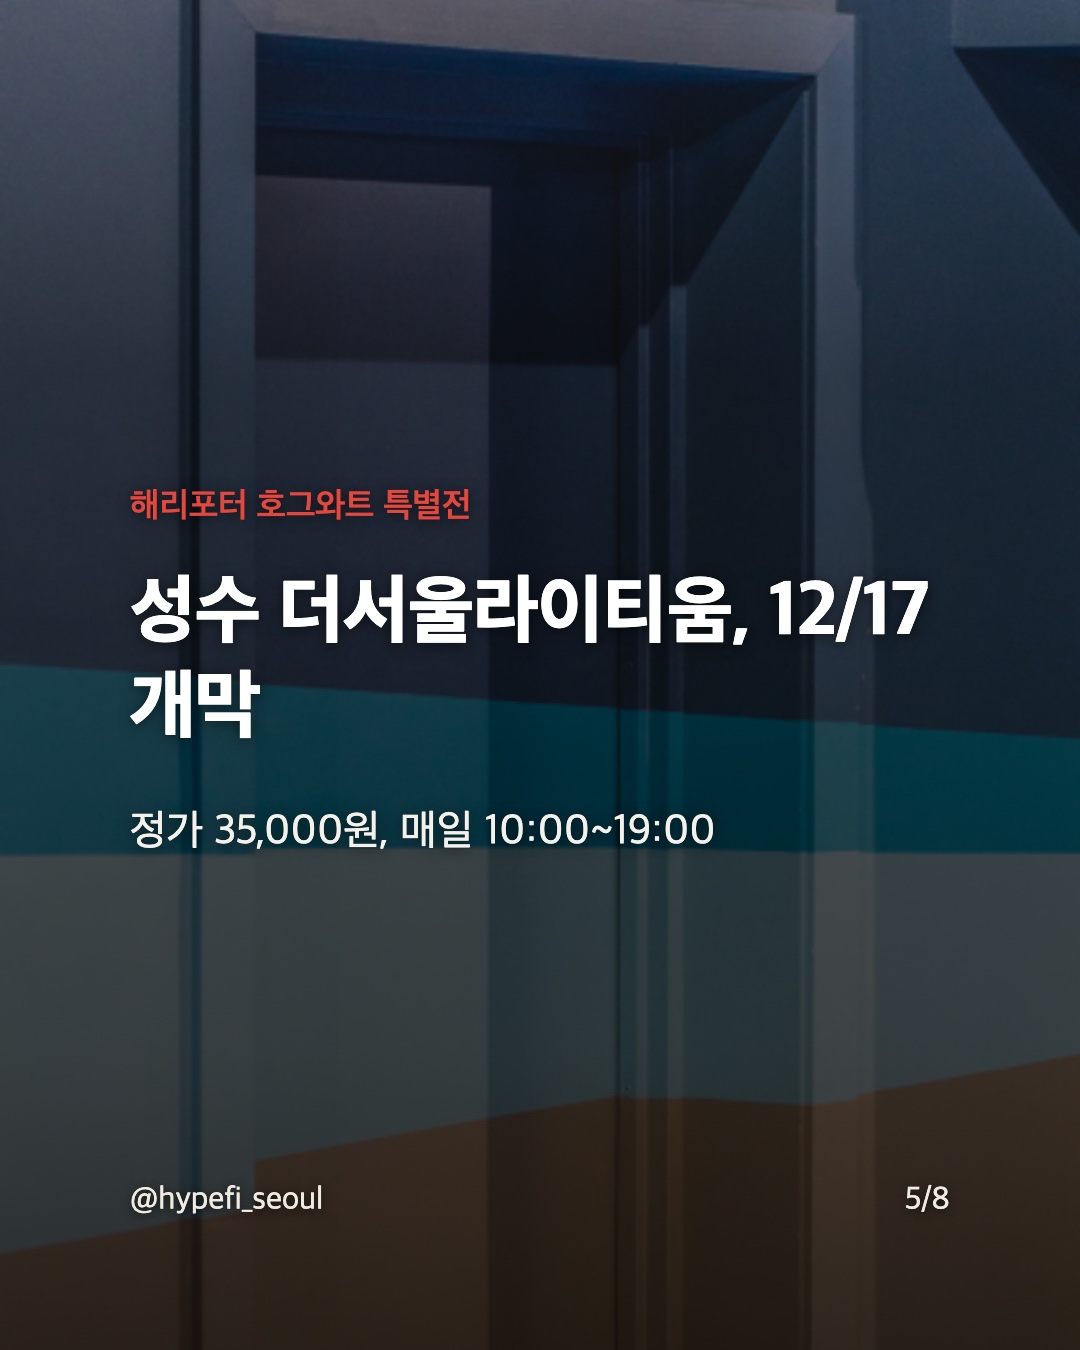 해리포터 호그와트 특별전
성수 더서울라이티움, 12/17
개막
정가 35,000원, 매일 10:00~19:00
@hypefi_seoul
5/8